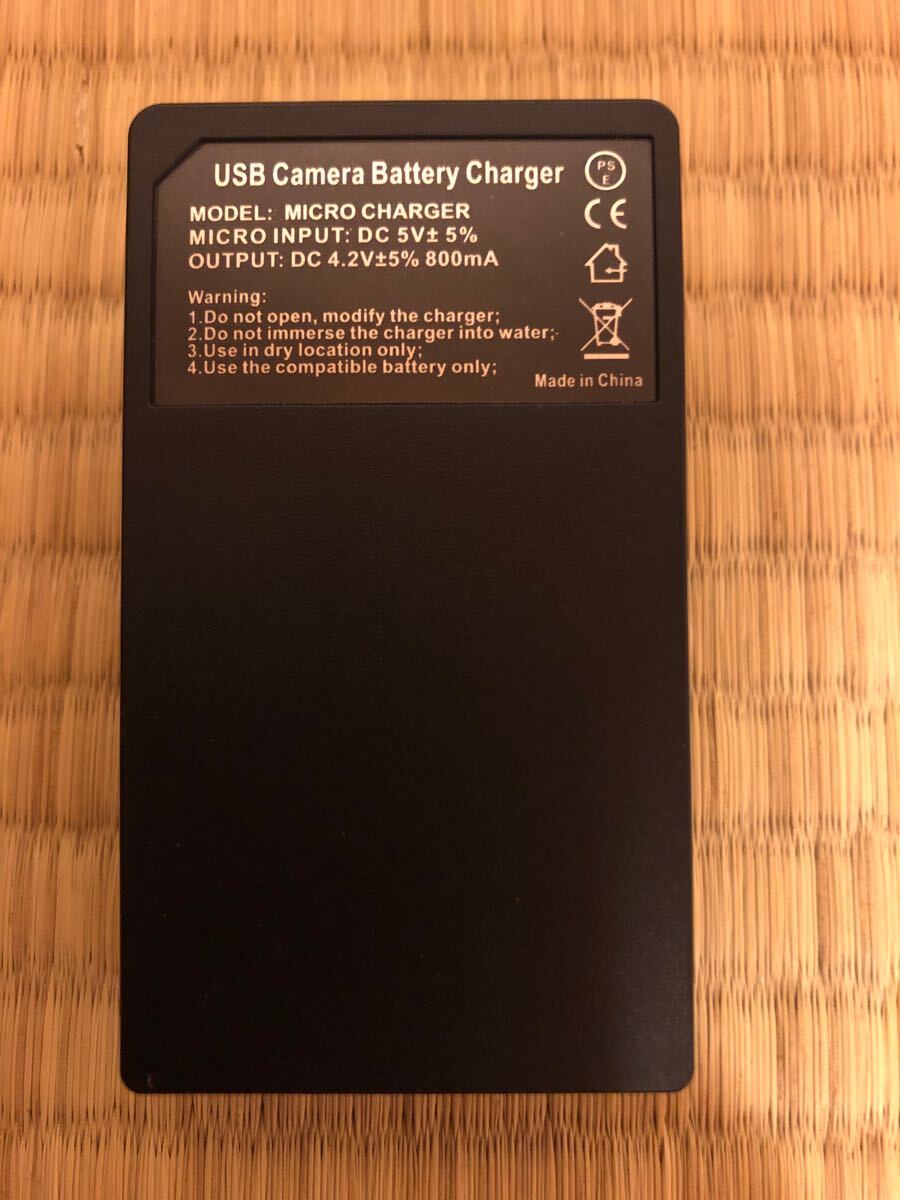 USB Camera Battery Charger
PS
E
MODEL: MICRO CHARGER
CE
MICRO INPUT: DC 5V± 5%
OUTPUT: DC 4.2V±5% 800mA
Warning:
1.Do not open, modify the charger;
2.Do not immerse the charger into water;
3.Use in dry location only;
4.Use the compatible battery only;
Made in China